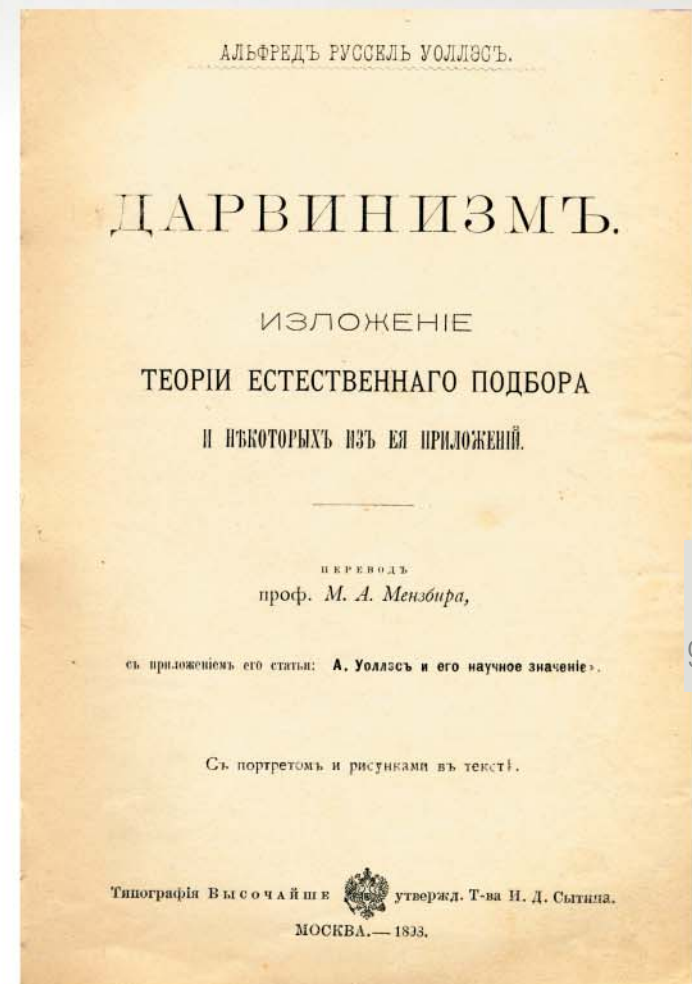 АЛЬФРЕДЪ РУССЕЛЬ УОЛЛЭСЪ.
ДАРВИНИЗМЪ.
ИЗЛОЖЕНІЕ
ТЕОРІИ ЕСТЕСТВЕННАГО ПОДБОРА
И НѢКОТОРЫХЪ ИЗЪ ЕЯ ПРИЛОЖЕНІЙ.
ПЕРЕВОДЪ
проф. М. А. Мензбира,
съ приложеніемъ его статьи: А. Уоллэсъ и его научное значеніе».
Съ портретомъ и рисунками въ текстѣ.
Типографія Высочайше утвержд. Т-ва И. Д. Сытина.
МОСКВА.—1893.